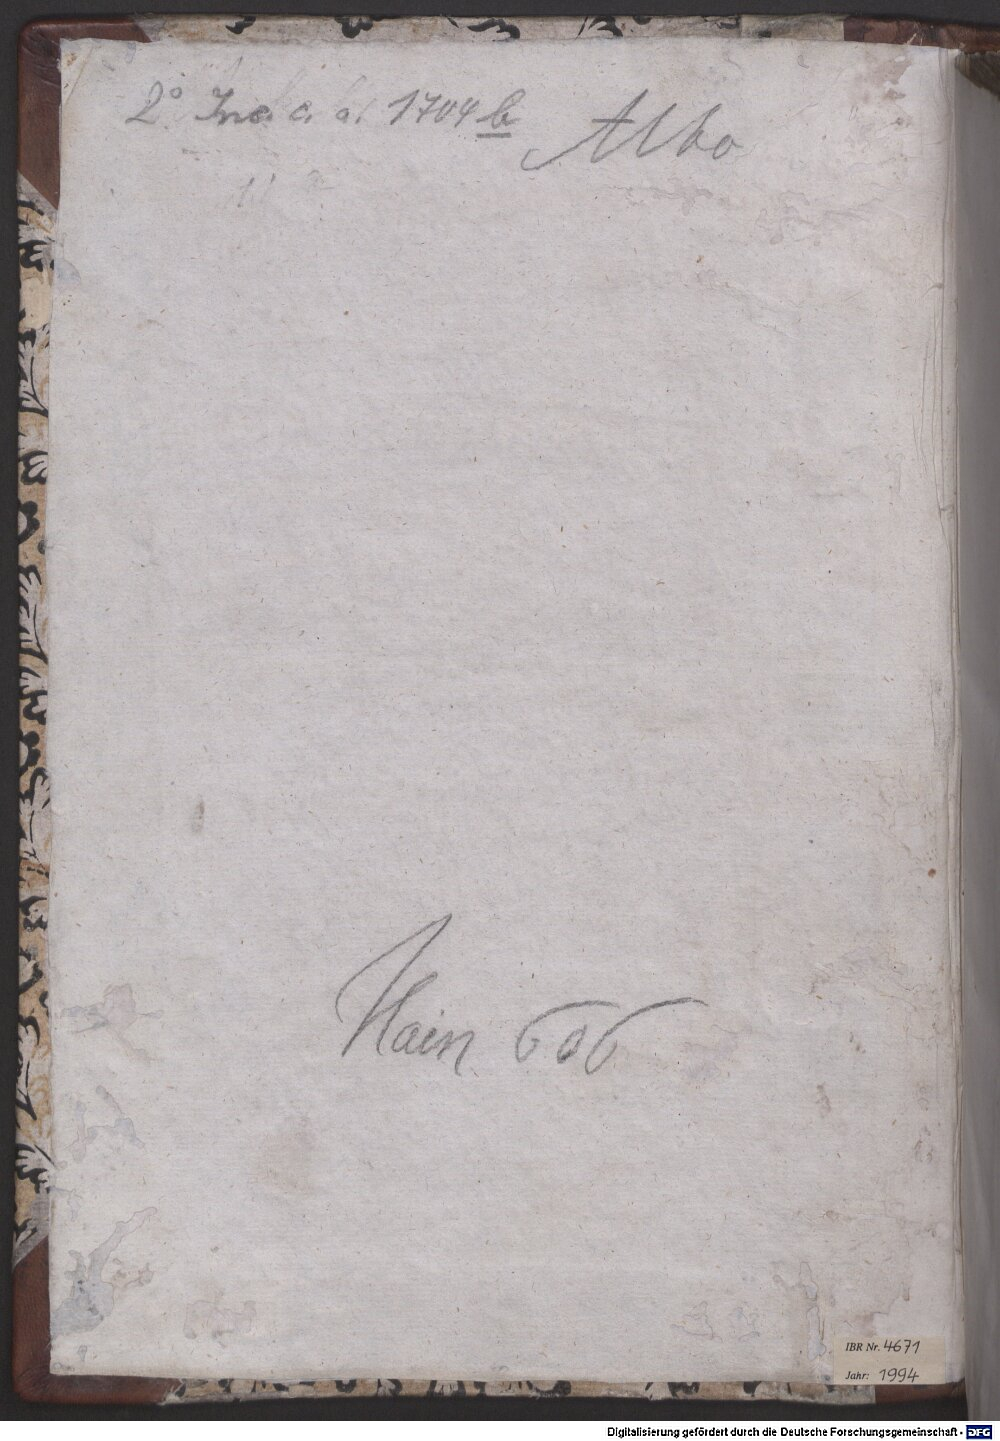 2° Inc. c. a. 1704 b
Albo
Hain 606
IBR Nr. 4671
Jahr: 1994
Digitalisierung gefördert durch die Deutsche Forschungsgemeinschaft - DFG